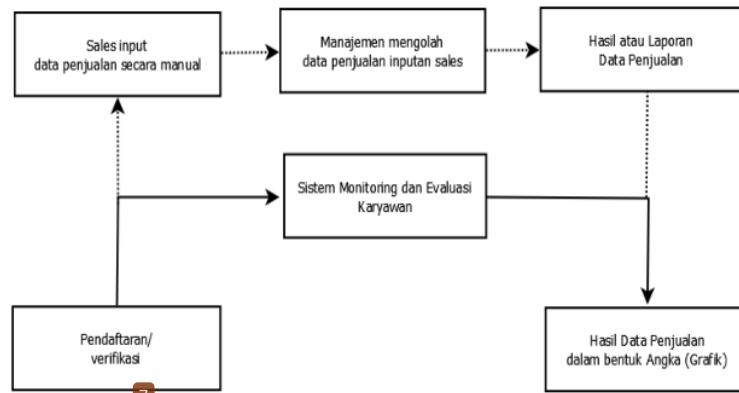 Sales input
data penjualan secara manual
Manajemen mengolah
data penjualan inputan sales
Hasil atau Laporan
Data Penjualan
Sistem Monitoring dan Evaluasi
Karyawan
Pendaftaran/
verifikasi
Hasil Data Penjualan
dalam bentuk Angka (Grafik)